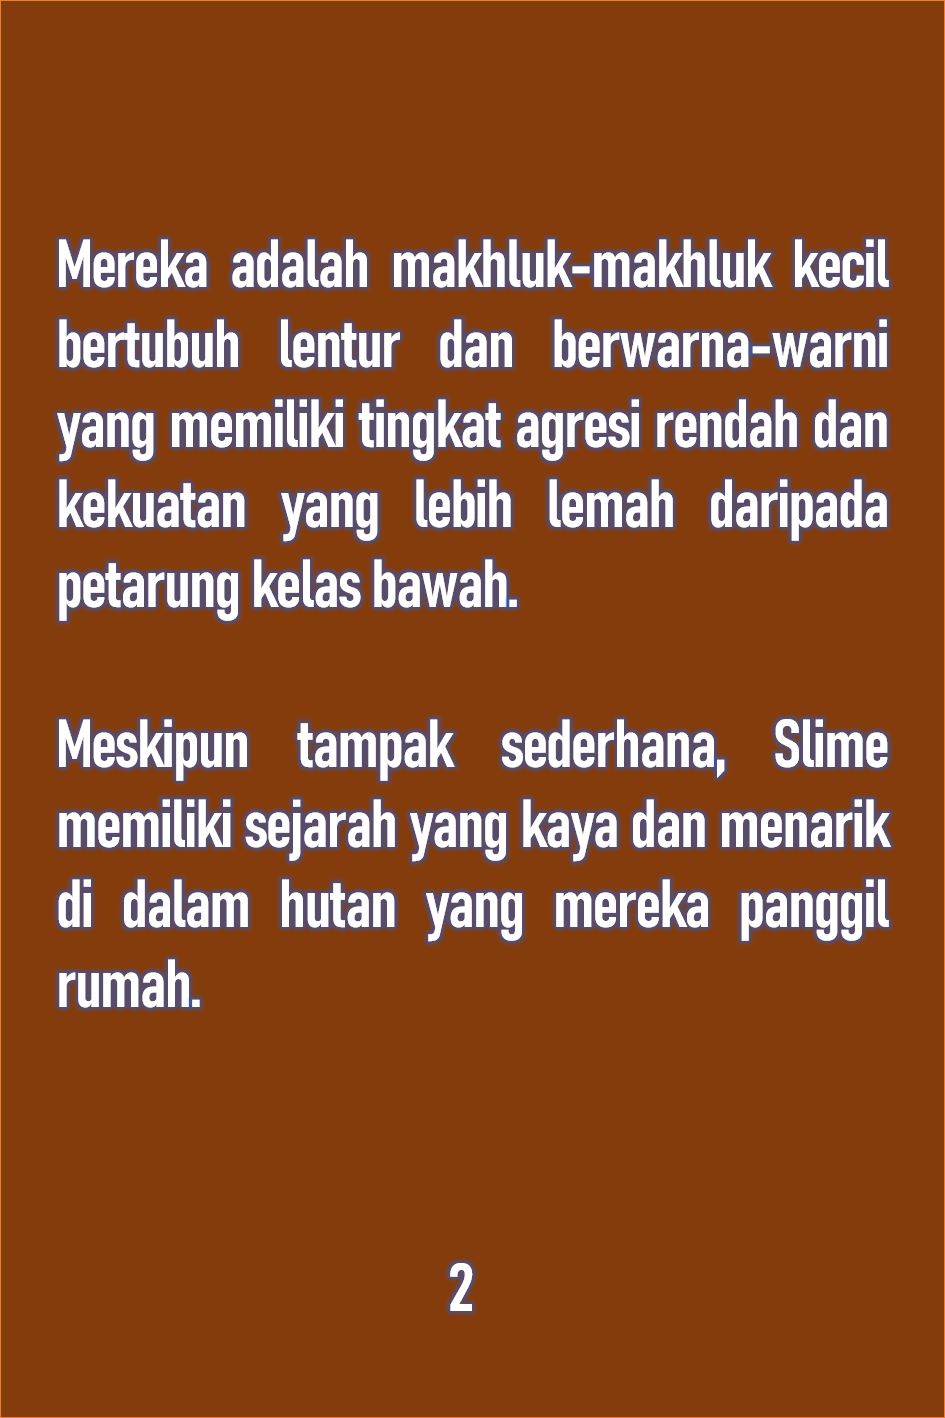 Mereka adalah makhluk-makhluk kecil
bertubuh lentur dan berwarna-warni
yang memiliki tingkat agresi rendah dan
kekuatan yang lebih lemah daripada
petarung kelas bawah.
Meskipun tampak sederhana, Slime
memiliki sejarah yang kaya dan menarik
di dalam hutan yang mereka panggil
rumah.
2